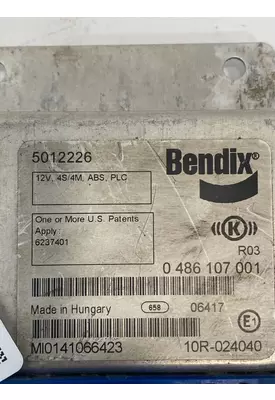 5012226
Bendix
12V, 4S/4M, ABS, PLC
One or More U.S. Patents
Apply
6237401
K
R03
0 486 107 001
Made in Hungary 658 06417
E1
MI0141066423 10R-024040